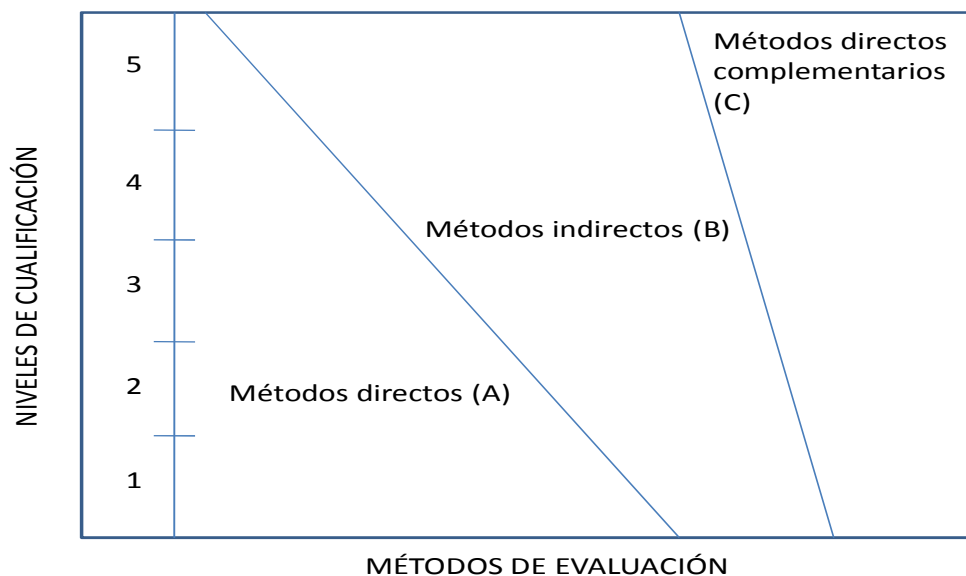 Métodos directos
complementarios
(C)
5
4
Métodos indirectos (B)
3
2
Métodos directos (A)
1
NIVELES DE CUALIFICACIÓN
MÉTODOS DE EVALUACIÓN